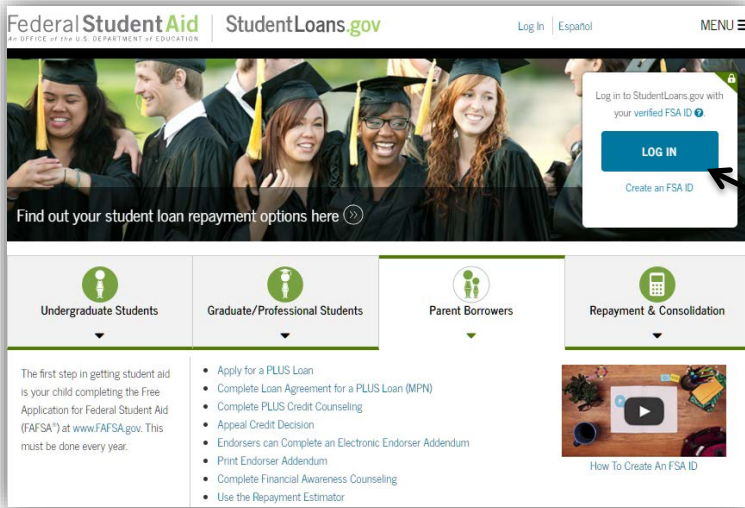 Federal Student Aid
An OFFICE of the U.S. DEPARTMENT of EDUCATION
StudentLoans.gov
Log In | Español
MENU
Log in to StudentLoans.gov with
your verified FSA ID
LOG IN
Create an FSA ID
Find out your student loan repayment options here
Undergraduate Students
Graduate/Professional Students
Parent Borrowers
Repayment & Consolidation
The first step in getting student aid
is your child completing the Free
Application for Federal Student Aid
(FAFSA®) at www.FAFSA.gov. This
must be done every year.
• Apply for a PLUS Loan
• Complete Loan Agreement for a PLUS Loan (MPN)
• Complete PLUS Credit Counseling
• Appeal Credit Decision
• Endorsers can Complete an Electronic Endorser Addendum
• Print Endorser Addendum
• Complete Financial Awareness Counseling
• Use the Repayment Estimator
How To Create An FSA ID